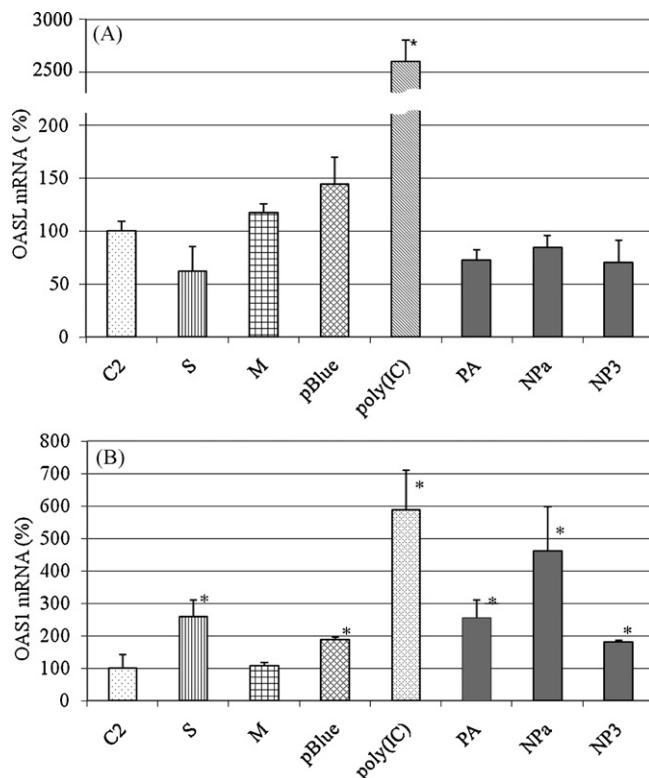 (A)
3000
2500
200
150
100
50
0
OASL mRNA (%)
C2
S
M
pBlue
poly(IC)
PA
NPa
NP3
*
(B)
800
700
600
500
400
300
200
100
0
OAS1 mRNA (%)
C2
S
M
pBlue
poly(IC)
PA
NPa
NP3
*
*
*
*
*
*